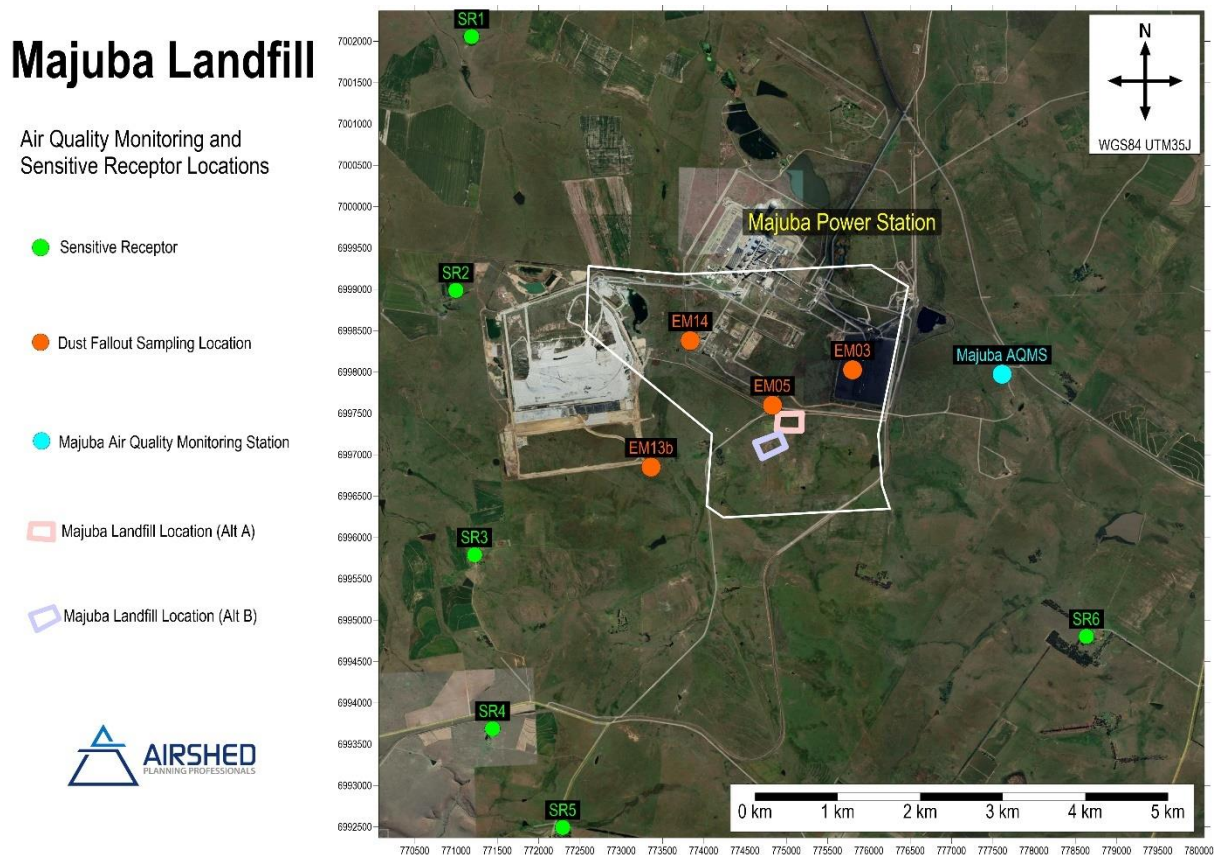 Majuba Landfill
Air Quality Monitoring and
Sensitive Receptor Locations
Sensitive Receptor
Dust Fallout Sampling Location
Majuba Air Quality Monitoring Station
Majuba Landfill Location (Alt A)
Majuba Landfill Location (Alt B)
AIRSHED
PLANNING PROFESSIONALS
N
WGS84 UTM35J
SR1
Majuba Power Station
SR2
EM14
EM03
Majuba AQMS
EM05
EM13b
SR3
SR6
SR4
SR5
0 km 1 km 2 km 3 km 4 km 5 km
7002000
7001500
7001000
7000500
7000000
6999500
6999000
6998500
6998000
6997500
6997000
6996500
6996000
6995500
6995000
6994500
6994000
6993500
6993000
6992500
770500 771000 771500 772000 772500 773000 773500 774000 774500 775000 775500 776000 776500 777000 777500 778000 778500 779000 779500 780000